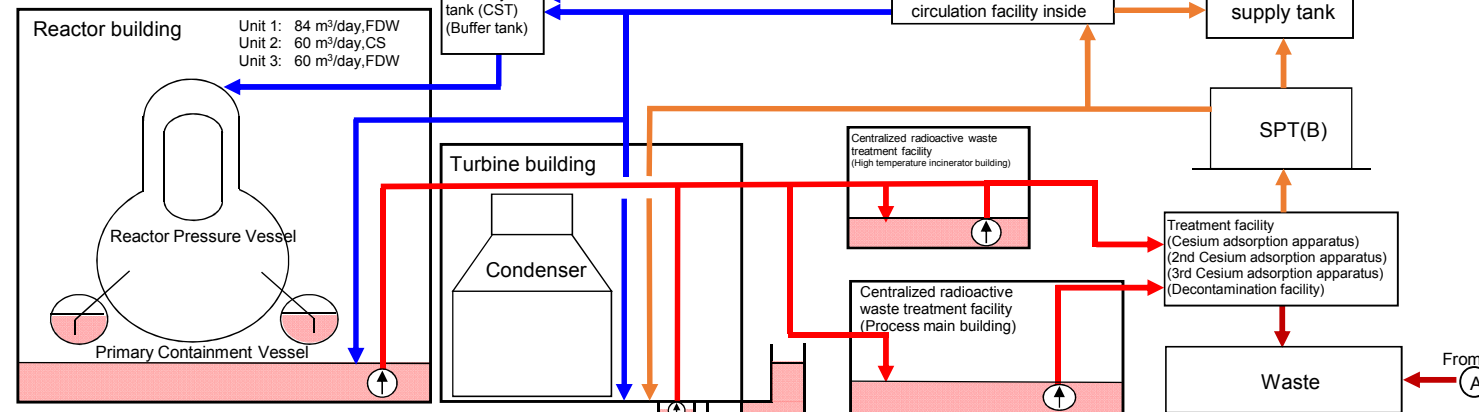 tank (CST)
(Buffer tank)
circulation facility inside
supply tank
Reactor building
Unit 1: 84 m³/day,FDW
Unit 2: 60 m³/day,CS
Unit 3: 60 m³/day,FDW
SPT(B)
Turbine building
Centralized radioactive waste
treatment facility
(High temperature incinerator building)
Reactor Pressure Vessel
Condenser
Treatment facility
(Cesium adsorption apparatus)
(2nd Cesium adsorption apparatus)
(3rd Cesium adsorption apparatus)
(Decontamination facility)
Centralized radioactive
waste treatment facility
(Process main building)
Primary Containment Vessel
Waste
From
A